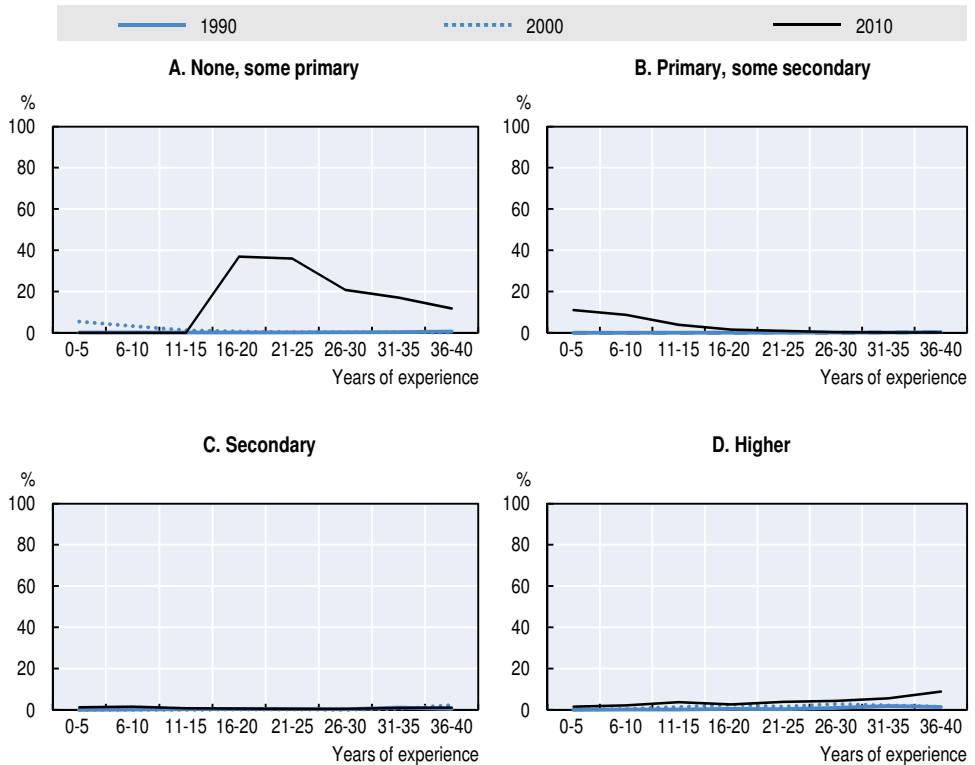 1990 2000 2010
A. None, some primary
%
100
80
60
40
20
0
0-5 6-10 11-15 16-20 21-25 26-30 31-35 36-40
Years of experience
B. Primary, some secondary
%
100
80
60
40
20
0
0-5 6-10 11-15 16-20 21-25 26-30 31-35 36-40
Years of experience
C. Secondary
%
100
80
60
40
20
0
0-5 6-10 11-15 16-20 21-25 26-30 31-35 36-40
Years of experience
D. Higher
%
100
80
60
40
20
0
0-5 6-10 11-15 16-20 21-25 26-30 31-35 36-40
Years of experience